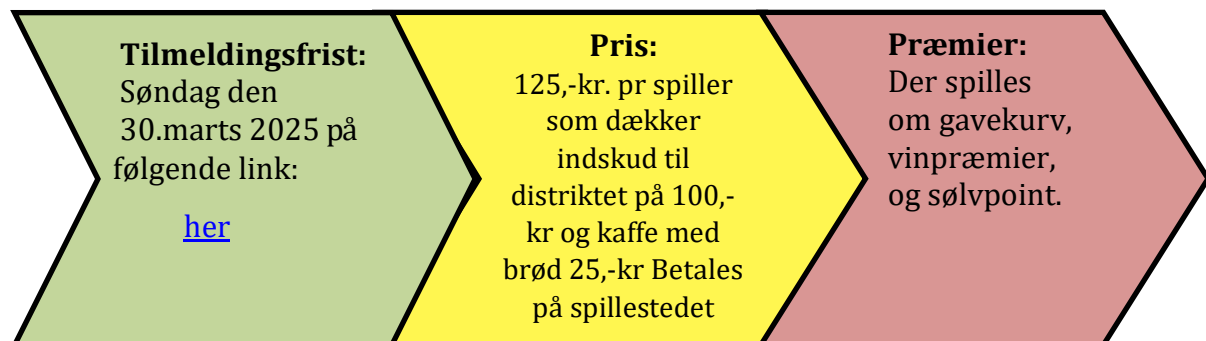 Tilmeldingsfrist:
Søndag den
30.marts 2025 på
følgende link:
her
Pris:
125,-kr. pr spiller
som dækker
indskud til
distriktet på 100,-
kr og kaffe med
brød 25,-kr Betales
på spillestedet
Præmier:
Der spilles
om gavekurv,
vinpræmier,
og sølvpoint.